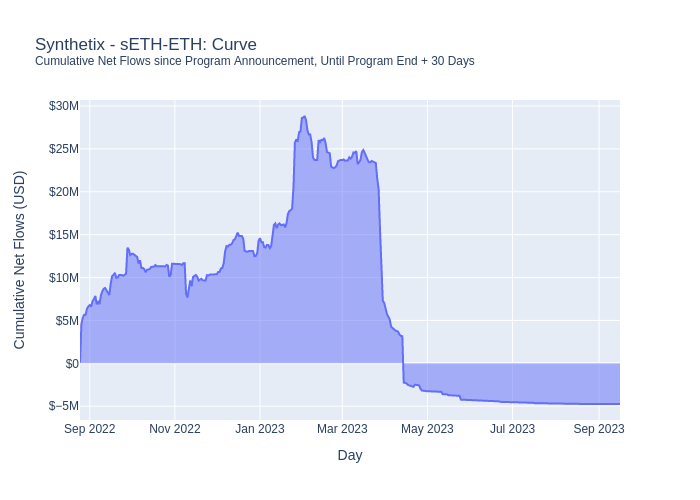 Synthetix - sETH-ETH: Curve
Cumulative Net Flows since Program Announcement, Until Program End + 30 Days
Cumulative Net Flows (USD)
$30M
$25M
$20M
$15M
$10M
$5M
$0
$−5M
Sep 2022 Nov 2022 Jan 2023 Mar 2023 May 2023 Jul 2023 Sep 2023
Day